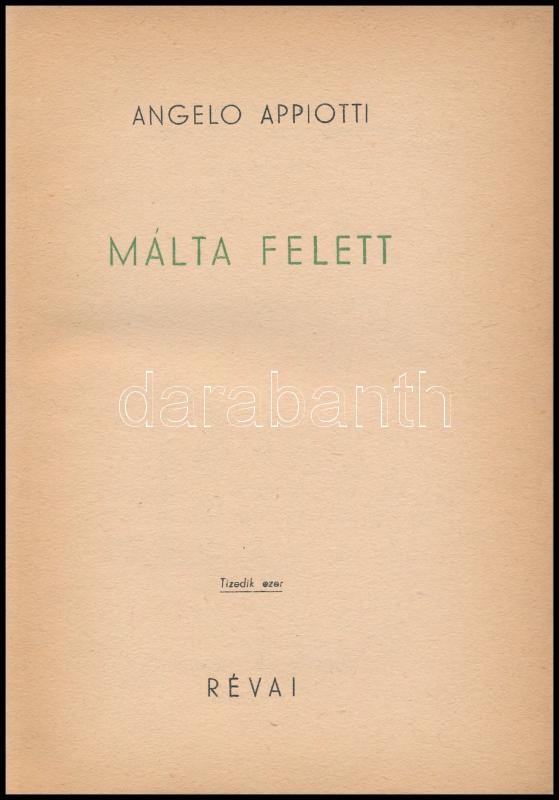 ANGELO APPIOTTI
MÁLTA FELETT
darabanth
Tizedik ezer
RÉVAI